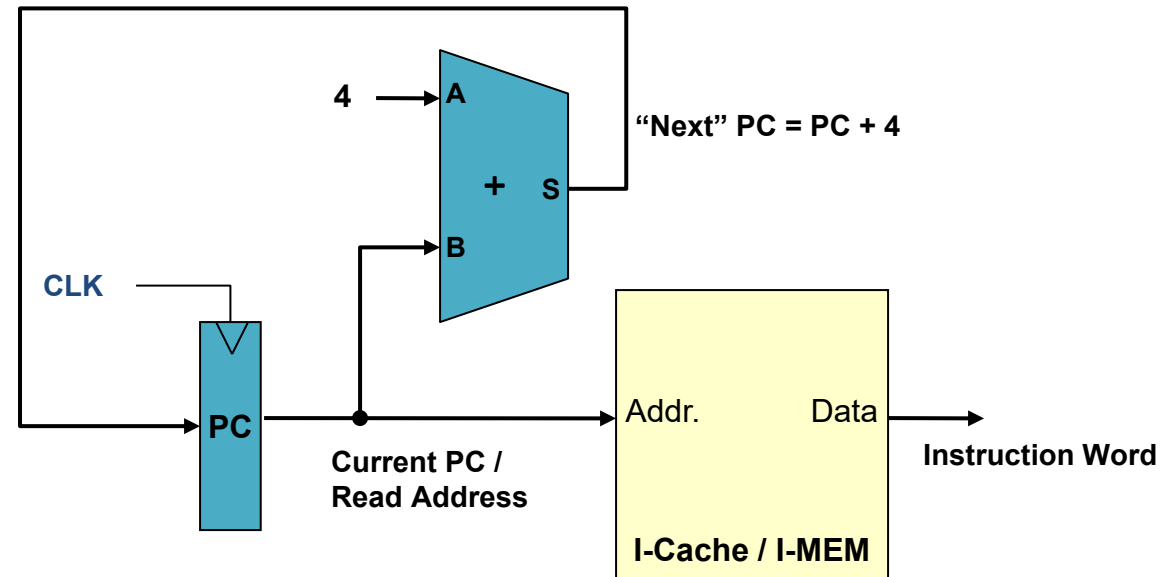 4
A
"Next" PC = PC + 4
+
S
B
CLK
PC
Addr.
Data
Current PC /
Read Address
Instruction Word
I-Cache / I-MEM